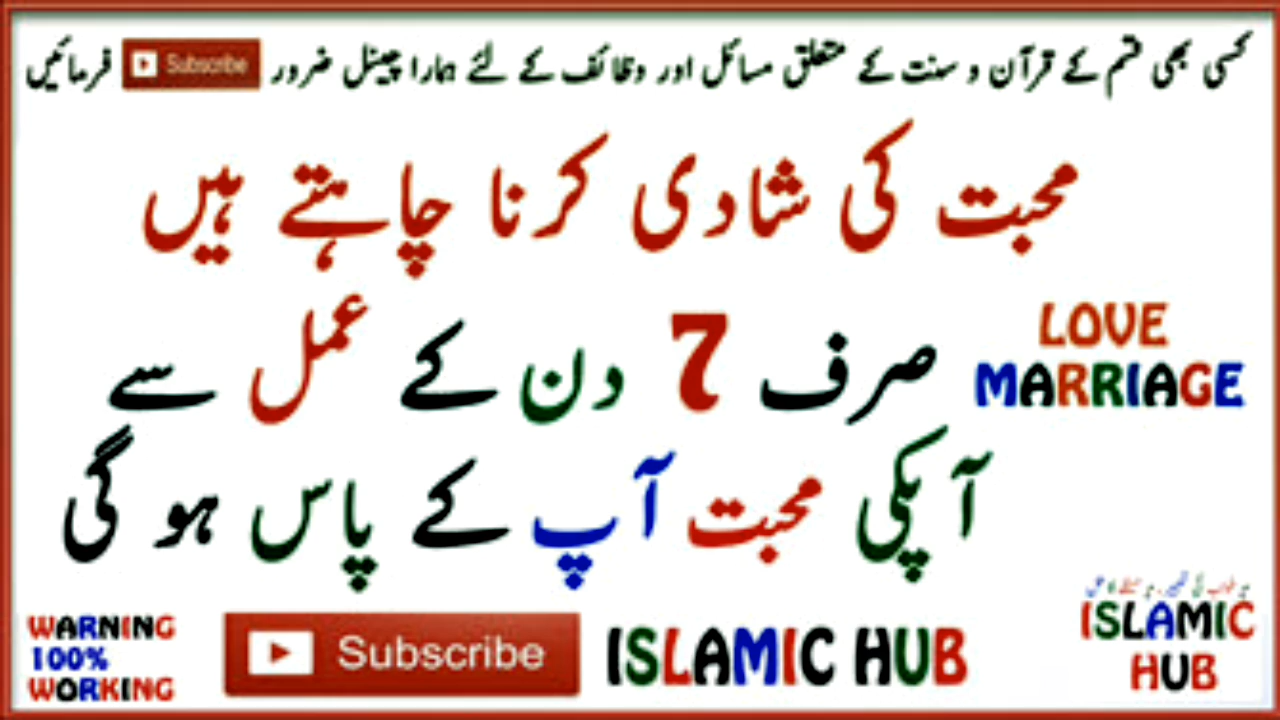 کسی بھی قسم کے قرآن و سنت کے متعلق مسائل اور وظائف کے لئے ہمارا چینل ضرور Subscribe فرمائیں
محبت کی شادی کرنا چاہتے ہیں
LOVE
MARRIAGE
صرف 7 دن کے عمل سے
آپکی محبت آپ کے پاس ہو گی
WARNING
100%
WORKING
Subscribe
ISLAMIC HUB
ISLAMIC
HUB